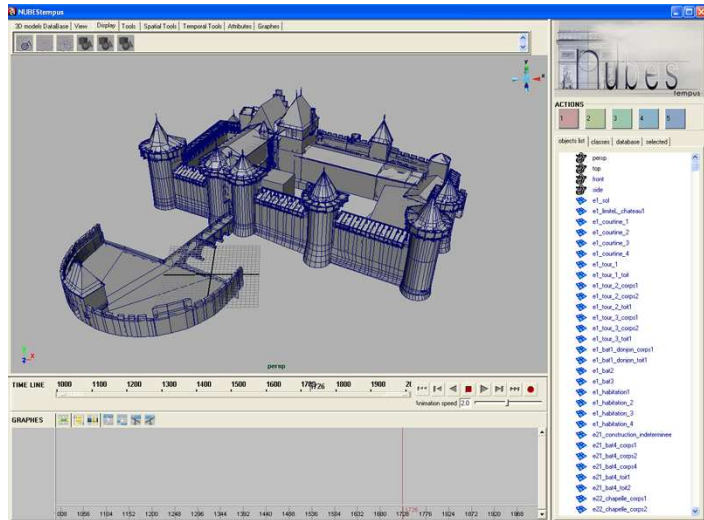 NUBEStempus
3D models DataBase View Display Tools Spatial Tools Temporal Tools Attributes Graphes
Nubes
tempus
ACTIONS
1 2 3 4 5
objects list classes database selected
persp
top
front
side
e1_sol
e1_limiteL_chateau1
e1_courtine_1
e1_courtine_2
e1_courtine_3
e1_courtine_4
e1_tour_1
e1_tour_1_toit
e1_tour_2_corps1
e1_tour_2_corps2
e1_tour_2_toit1
e1_tour_3_corps1
e1_tour_3_corps2
e1_tour_3_toit1
e1_bat1_donjon_corps1
e1_bat1_donjon_toit1
e1_bat2
e1_bat3
e1_habitation1
e1_habitation_2
e1_habitation_3
e1_habitation_4
e21_construction_indeterminee
e21_bat4_corps1
e21_bat4_corps2
e21_bat4_corps4
e21_bat4_toit1
e21_bat4_toit2
e22_chapelle_corps1
e22_chapelle_corps2
persp
TIME LINE 1000 1100 1200 1300 1400 1500 1600 1726 1800 1900
Animation speed 2.0
GRAPHES
1056 1104 1152 1200 1248 1296 1344 1392 1440 1488 1536 1584 1632 1680 1728 1776 1824 1872 1920 1968